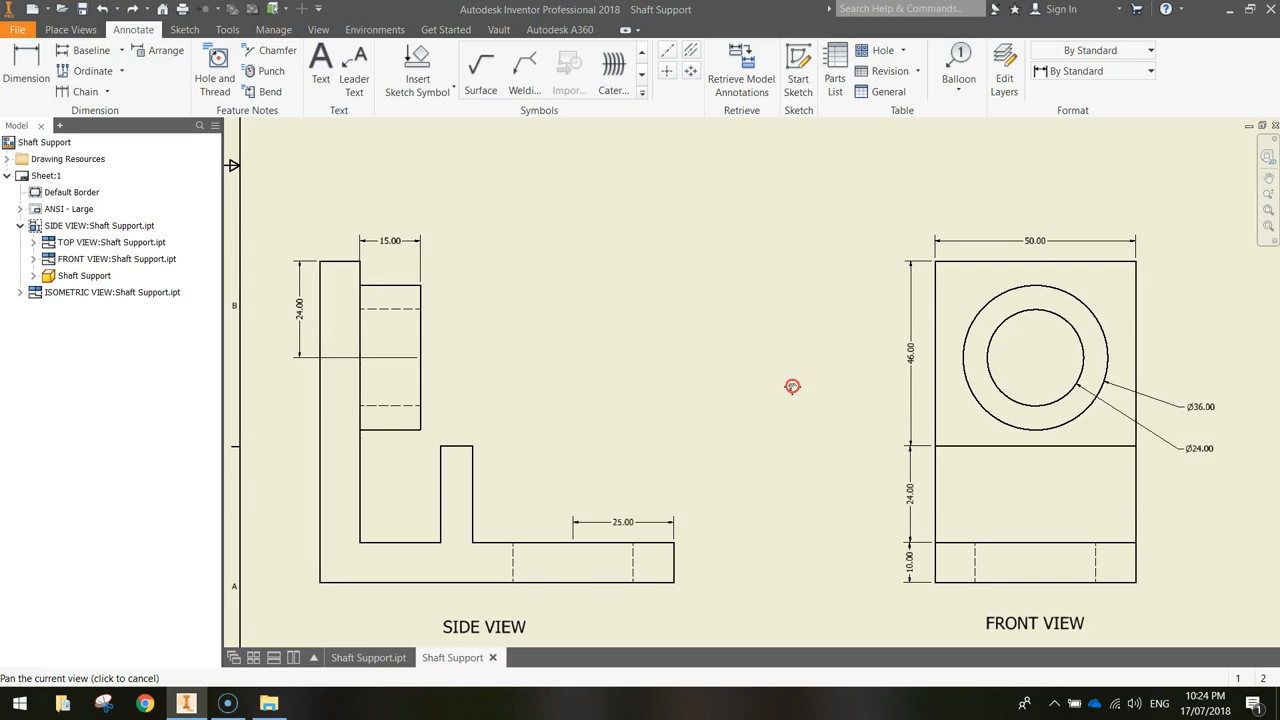 Autodesk Inventor Professional 2018 Shaft Support
Search Help & Commands...
Sign In
File Place Views Annotate Sketch Tools Manage View Environments Get Started Vault Autodesk A360
Dimension
Baseline
Ordinate
Chain
Arrange
Dimension
Hole and Thread
Chamfer
Punch
Bend
Feature Notes
Text
Leader Text
Text
Insert Sketch Symbol
Surface
Weldi...
Impor...
Cater...
Symbols
Retrieve Model Annotations
Retrieve
Start Sketch
Sketch
Parts List
Hole
Revision
General
Table
Balloon
Edit Layers
By Standard
By Standard
Format
Model
Shaft Support
Drawing Resources
Sheet:1
Default Border
ANSI - Large
SIDE VIEW:Shaft Support.ipt
TOP VIEW:Shaft Support.ipt
FRONT VIEW:Shaft Support.ipt
Shaft Support
ISOMETRIC VIEW:Shaft Support.ipt
B
A
15.00
24.00
25.00
SIDE VIEW
50.00
46.00
24.00
10.00
Ø36.00
Ø24.00
FRONT VIEW
Shaft Support.ipt
Shaft Support
Pan the current view (click to cancel)
1 2
ENG
10:24 PM
17/07/2018
1